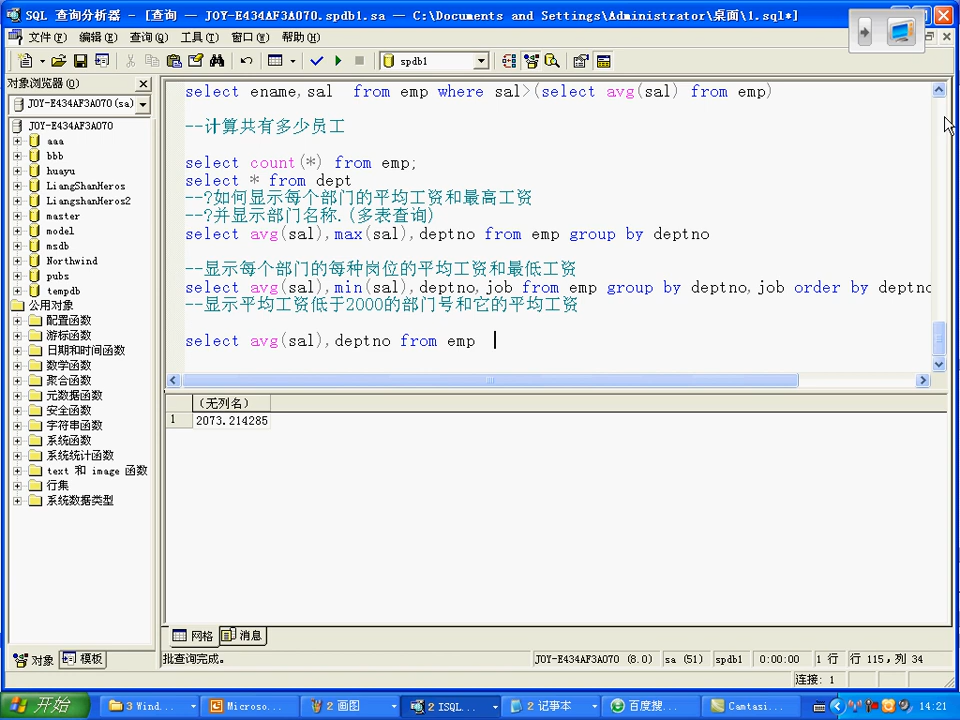 SQL 查询分析器 - [查询 — JOY-E434AF3A070.spdb1.sa — C:\Documents and Settings\Administrator\桌面\1.sql*]
文件(F) 编辑(E) 查询(Q) 工具(T) 窗口(W) 帮助(H)
spdb1
对象浏览器(O)
JOY-E434AF3A070(sa)
JOY-E434AF3A070
aaa
bbb
huayu
LiangShanHeros
LiangshanHeros2
master
model
msdb
Northwind
pubs
tempdb
公用对象
配置函数
游标函数
日期和时间函数
数学函数
聚合函数
元数据函数
安全函数
字符串函数
系统函数
系统统计函数
text 和 image 函数
行集
系统数据类型
对象 模板
select ename,sal  from emp where sal>(select avg(sal) from emp)
--计算共有多少员工
select count(*) from emp;
select * from dept
--?如何显示每个部门的平均工资和最高工资
--?并显示部门名称.(多表查询)
select avg(sal),max(sal),deptno from emp group by deptno
--显示每个部门的每种岗位的平均工资和最低工资
select avg(sal),min(sal),deptno,job from emp group by deptno,job order by deptno
--显示平均工资低于2000的部门号和它的平均工资
select avg(sal),deptno from emp
(无列名)
1 2073.214285
网格 消息
批查询完成。 JOY-E434AF3A070 (8.0) sa (51) spdb1 0:00:00 1 行 行 115,列 34
连接: 1
开始 3 Wind... Microso... 2 画图 2 ISQL... 2 记事本 百度搜... Camtasi... 14:21